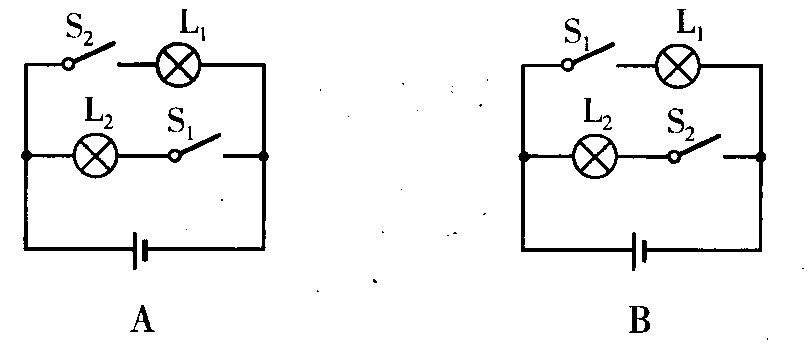 S₂ L₁
L₂ S₁
A
S₁ L₁
L₂ S₂
B